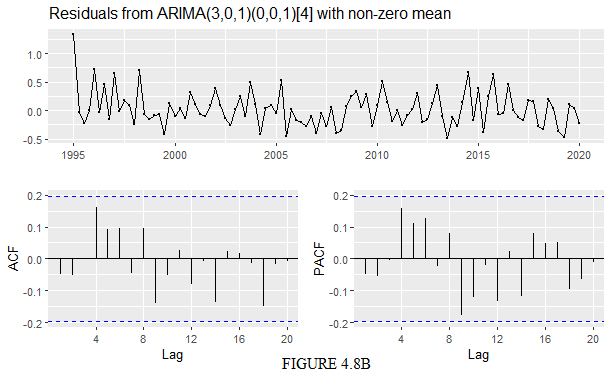 Residuals from ARIMA(3,0,1)(0,0,1)[4] with non-zero mean
1.0
0.5
0.0
-0.5
1995 2000 2005 2010 2015 2020
0.2
0.1
0.0
-0.1
-0.2
ACF
4 8 12 16 20
Lag
0.2
0.1
0.0
-0.1
-0.2
PACF
4 8 12 16 20
Lag
FIGURE 4.8B